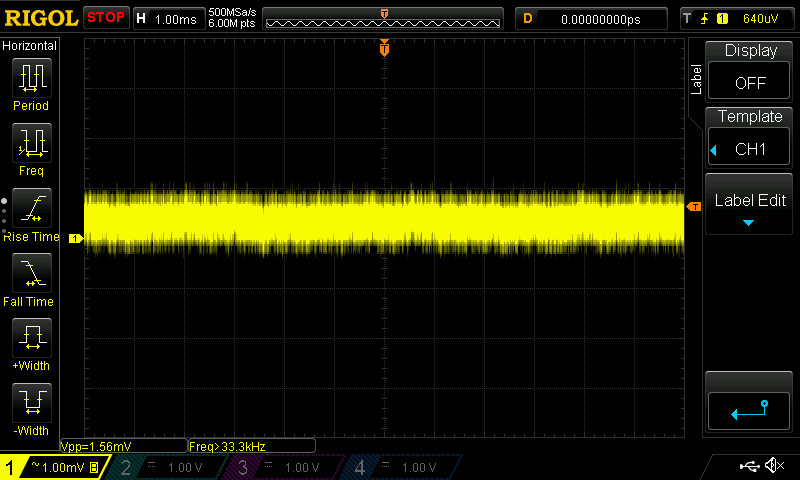 RIGOL STOP H 1.00ms 500MSa/s 6.00M pts T D 0.00000000ps T 1 640uV
Horizontal
Period
Freq
Rise Time
Fall Time
+Width
-Width
T
1
T
Label
Display
OFF
Template
CH1
Label Edit
Vpp=1.56mV Freq>33.3kHz
1 ~1.00mV B 2 1.00 V 3 1.00 V 4 1.00 V